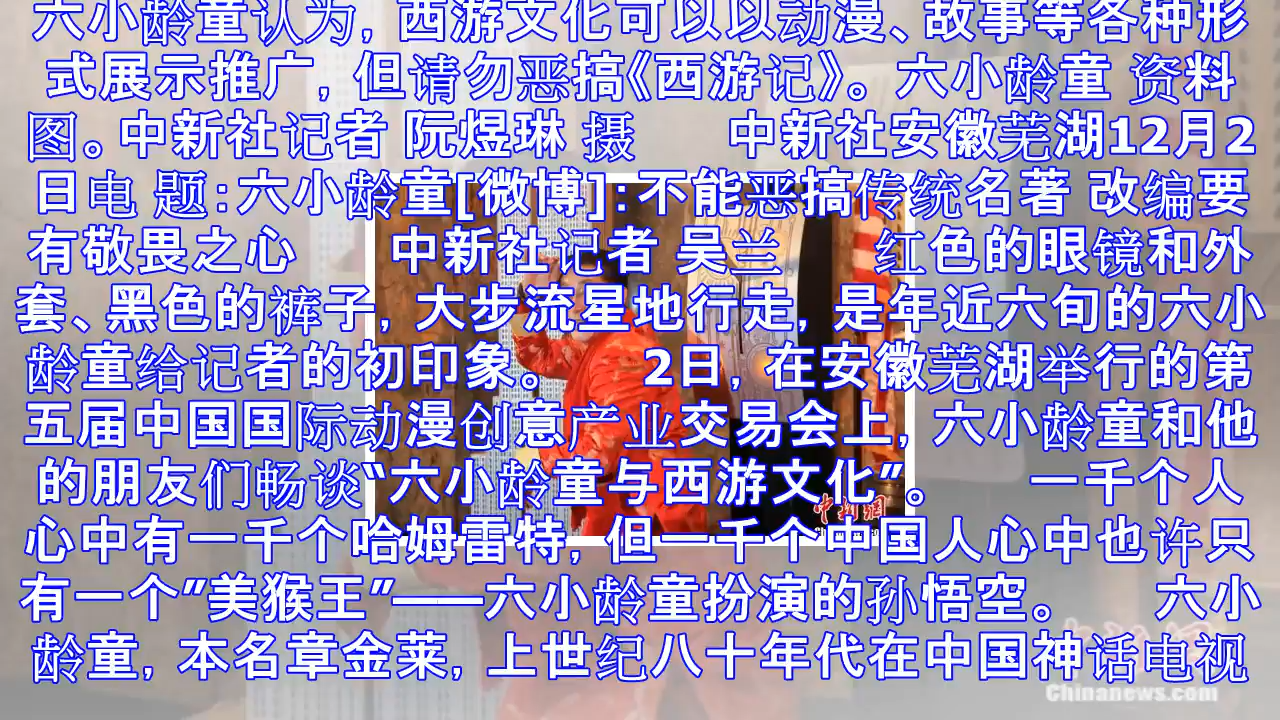 六小龄童认为, 西游文化可以以动漫、故事等各种形
式展示推广, 但请勿恶搞《西游记》。六小龄童 资料
图。中新社记者 阮煜琳 摄 中新社安徽芜湖12月2
日电 题:六小龄童[微博]:不能恶搞传统名著 改编要
有敬畏之心 中新社记者 吴兰 红色的眼镜和外
套、黑色的裤子, 大步流星地行走, 是年近六旬的六小
龄童给记者的初印象。 2日, 在安徽芜湖举行的第
五届中国国际动漫创意产业交易会上, 六小龄童和他
的朋友们畅谈“六小龄童与西游文化”。 一千个人
心中有一千个哈姆雷特, 但一千个中国人心中也许只
有一个”美猴王”——六小龄童扮演的孙悟空。 六小
龄童, 本名章金莱, 上世纪八十年代在中国神话电视
中新網
Chinanews.com